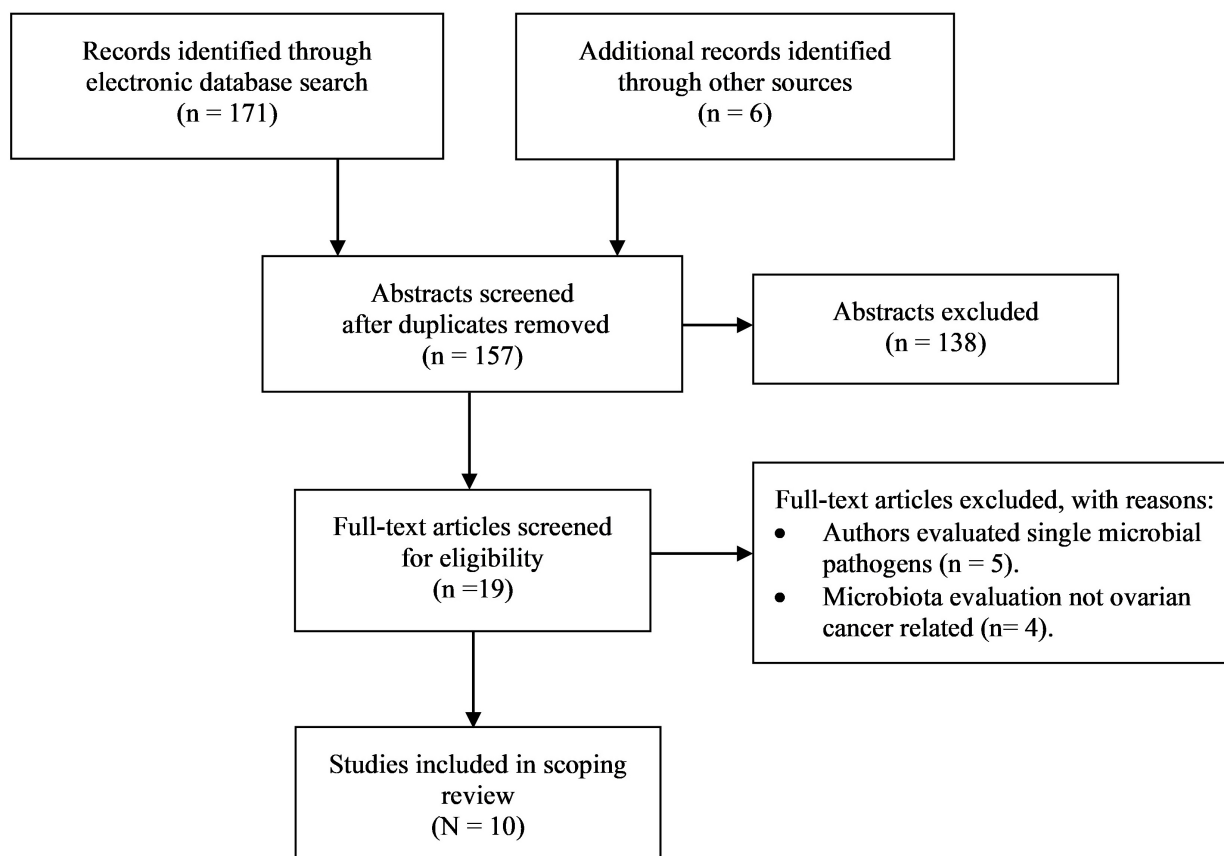 Records identified through
electronic database search
(n = 171)
Additional records identified
through other sources
(n = 6)
Abstracts screened
after duplicates removed
(n = 157)
Abstracts excluded
(n = 138)
Full-text articles screened
for eligibility
(n =19)
Full-text articles excluded, with reasons:
• Authors evaluated single microbial
pathogens (n = 5).
• Microbiota evaluation not ovarian
cancer related (n= 4).
Studies included in scoping
review
(N = 10)